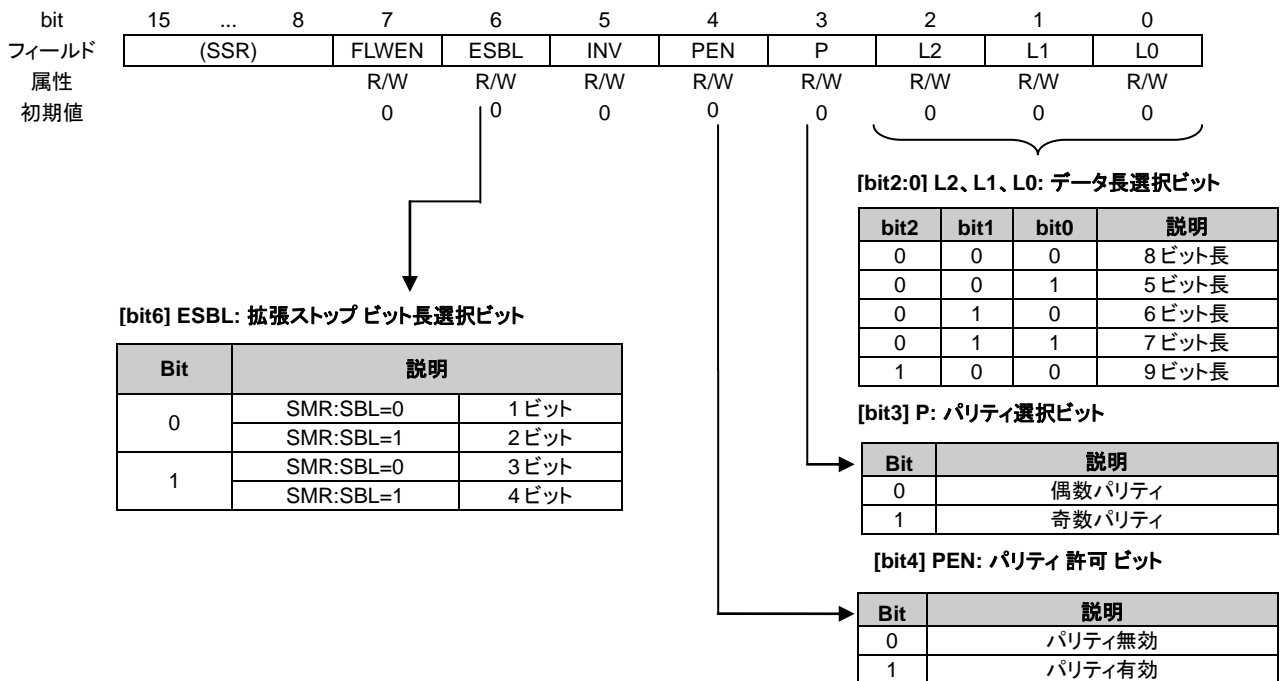 bit 15 ... 8 7 6 5 4 3 2 1 0
フィールド (SSR) FLWEN ESBL INV PEN P L2 L1 L0
属性 R/W R/W R/W R/W R/W R/W R/W R/W
初期値 0 0 0 0 0 0 0 0
[bit2:0] L2、L1、L0: データ長選択ビット
bit2 bit1 bit0 説明
0 0 0 8 ビット長
0 0 1 5 ビット長
0 1 0 6 ビット長
0 1 1 7 ビット長
1 0 0 9 ビット長
[bit6] ESBL: 拡張ストップ ビット長選択ビット
Bit 説明
0 SMR:SBL=0 1 ビット
SMR:SBL=1 2 ビット
1 SMR:SBL=0 3 ビット
SMR:SBL=1 4 ビット
[bit3] P: パリティ選択ビット
Bit 説明
0 偶数パリティ
1 奇数パリティ
[bit4] PEN: パリティ 許可 ビット
Bit 説明
0 パリティ無効
1 パリティ有効